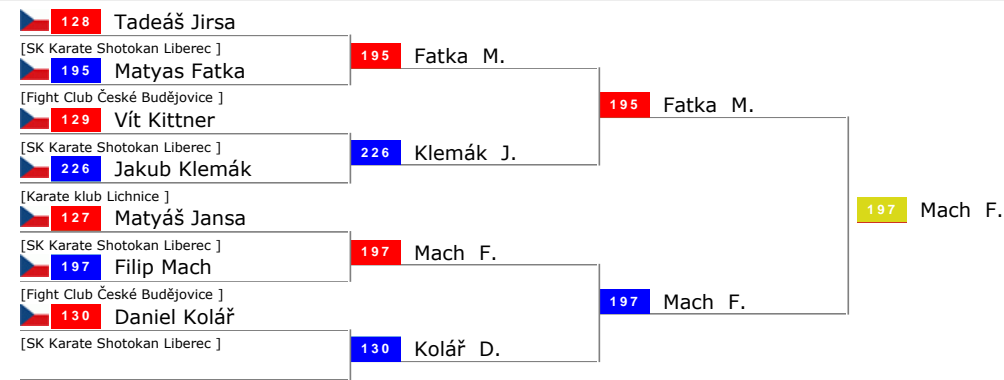 128 Tadeáš Jirsa
[SK Karate Shotokan Liberec ]
195 Matyas Fatka
[Fight Club České Budějovice ]
129 Vít Kittner
[SK Karate Shotokan Liberec ]
226 Jakub Klemák
[Karate klub Lichnice ]
127 Matyáš Jansa
[SK Karate Shotokan Liberec ]
197 Filip Mach
[Fight Club České Budějovice ]
130 Daniel Kolář
[SK Karate Shotokan Liberec ]
195 Fatka M.
226 Klemák J.
197 Mach F.
130 Kolář D.
195 Fatka M.
197 Mach F.
197 Mach F.